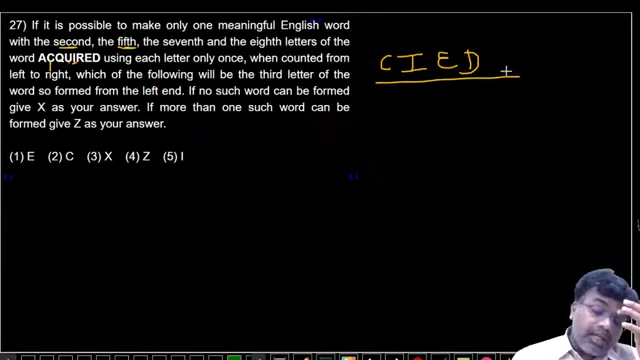 27) If it is possible to make only one meaningful English word
with the second, the fifth, the seventh and the eighth letters of the
word ACQUIRED using each letter only once, when counted from
left to right, which of the following will be the third letter of the
word so formed from the left end. If no such word can be formed
give X as your answer. If more than one such word can be
formed give Z as your answer.
(1) E (2) C (3) X (4) Z (5) I
C I E D